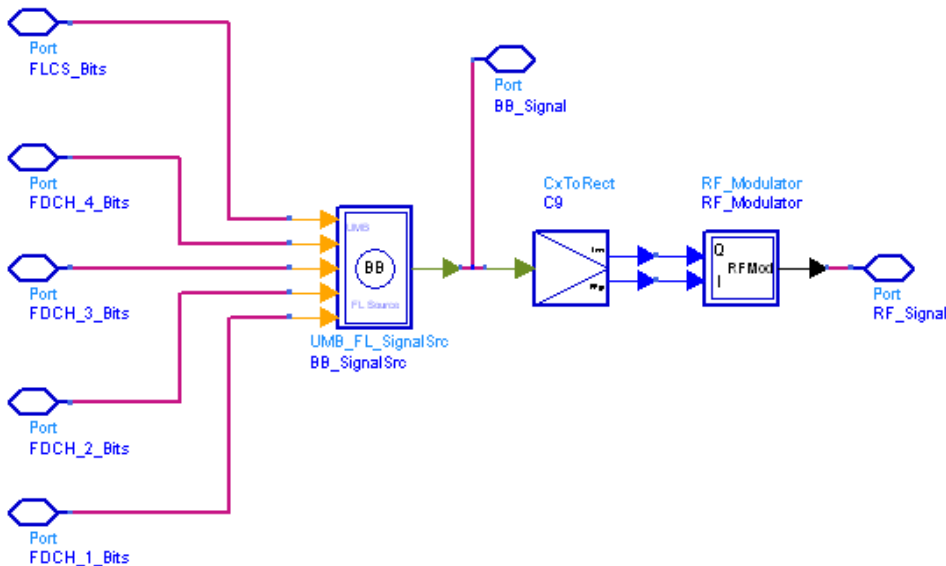 Port
FLCS_Bits
Port
BB_Signal
Port
FDCH_4_Bits
CxToRect
C9
RF_Modulator
RF_Modulator
UMB
BB
FL Source
Im
Re
Q
I
RFMod
Port
FDCH_3_Bits
Port
RF_Signal
UMB_FL_SignalSrc
BB_SignalSrc
Port
FDCH_2_Bits
Port
FDCH_1_Bits